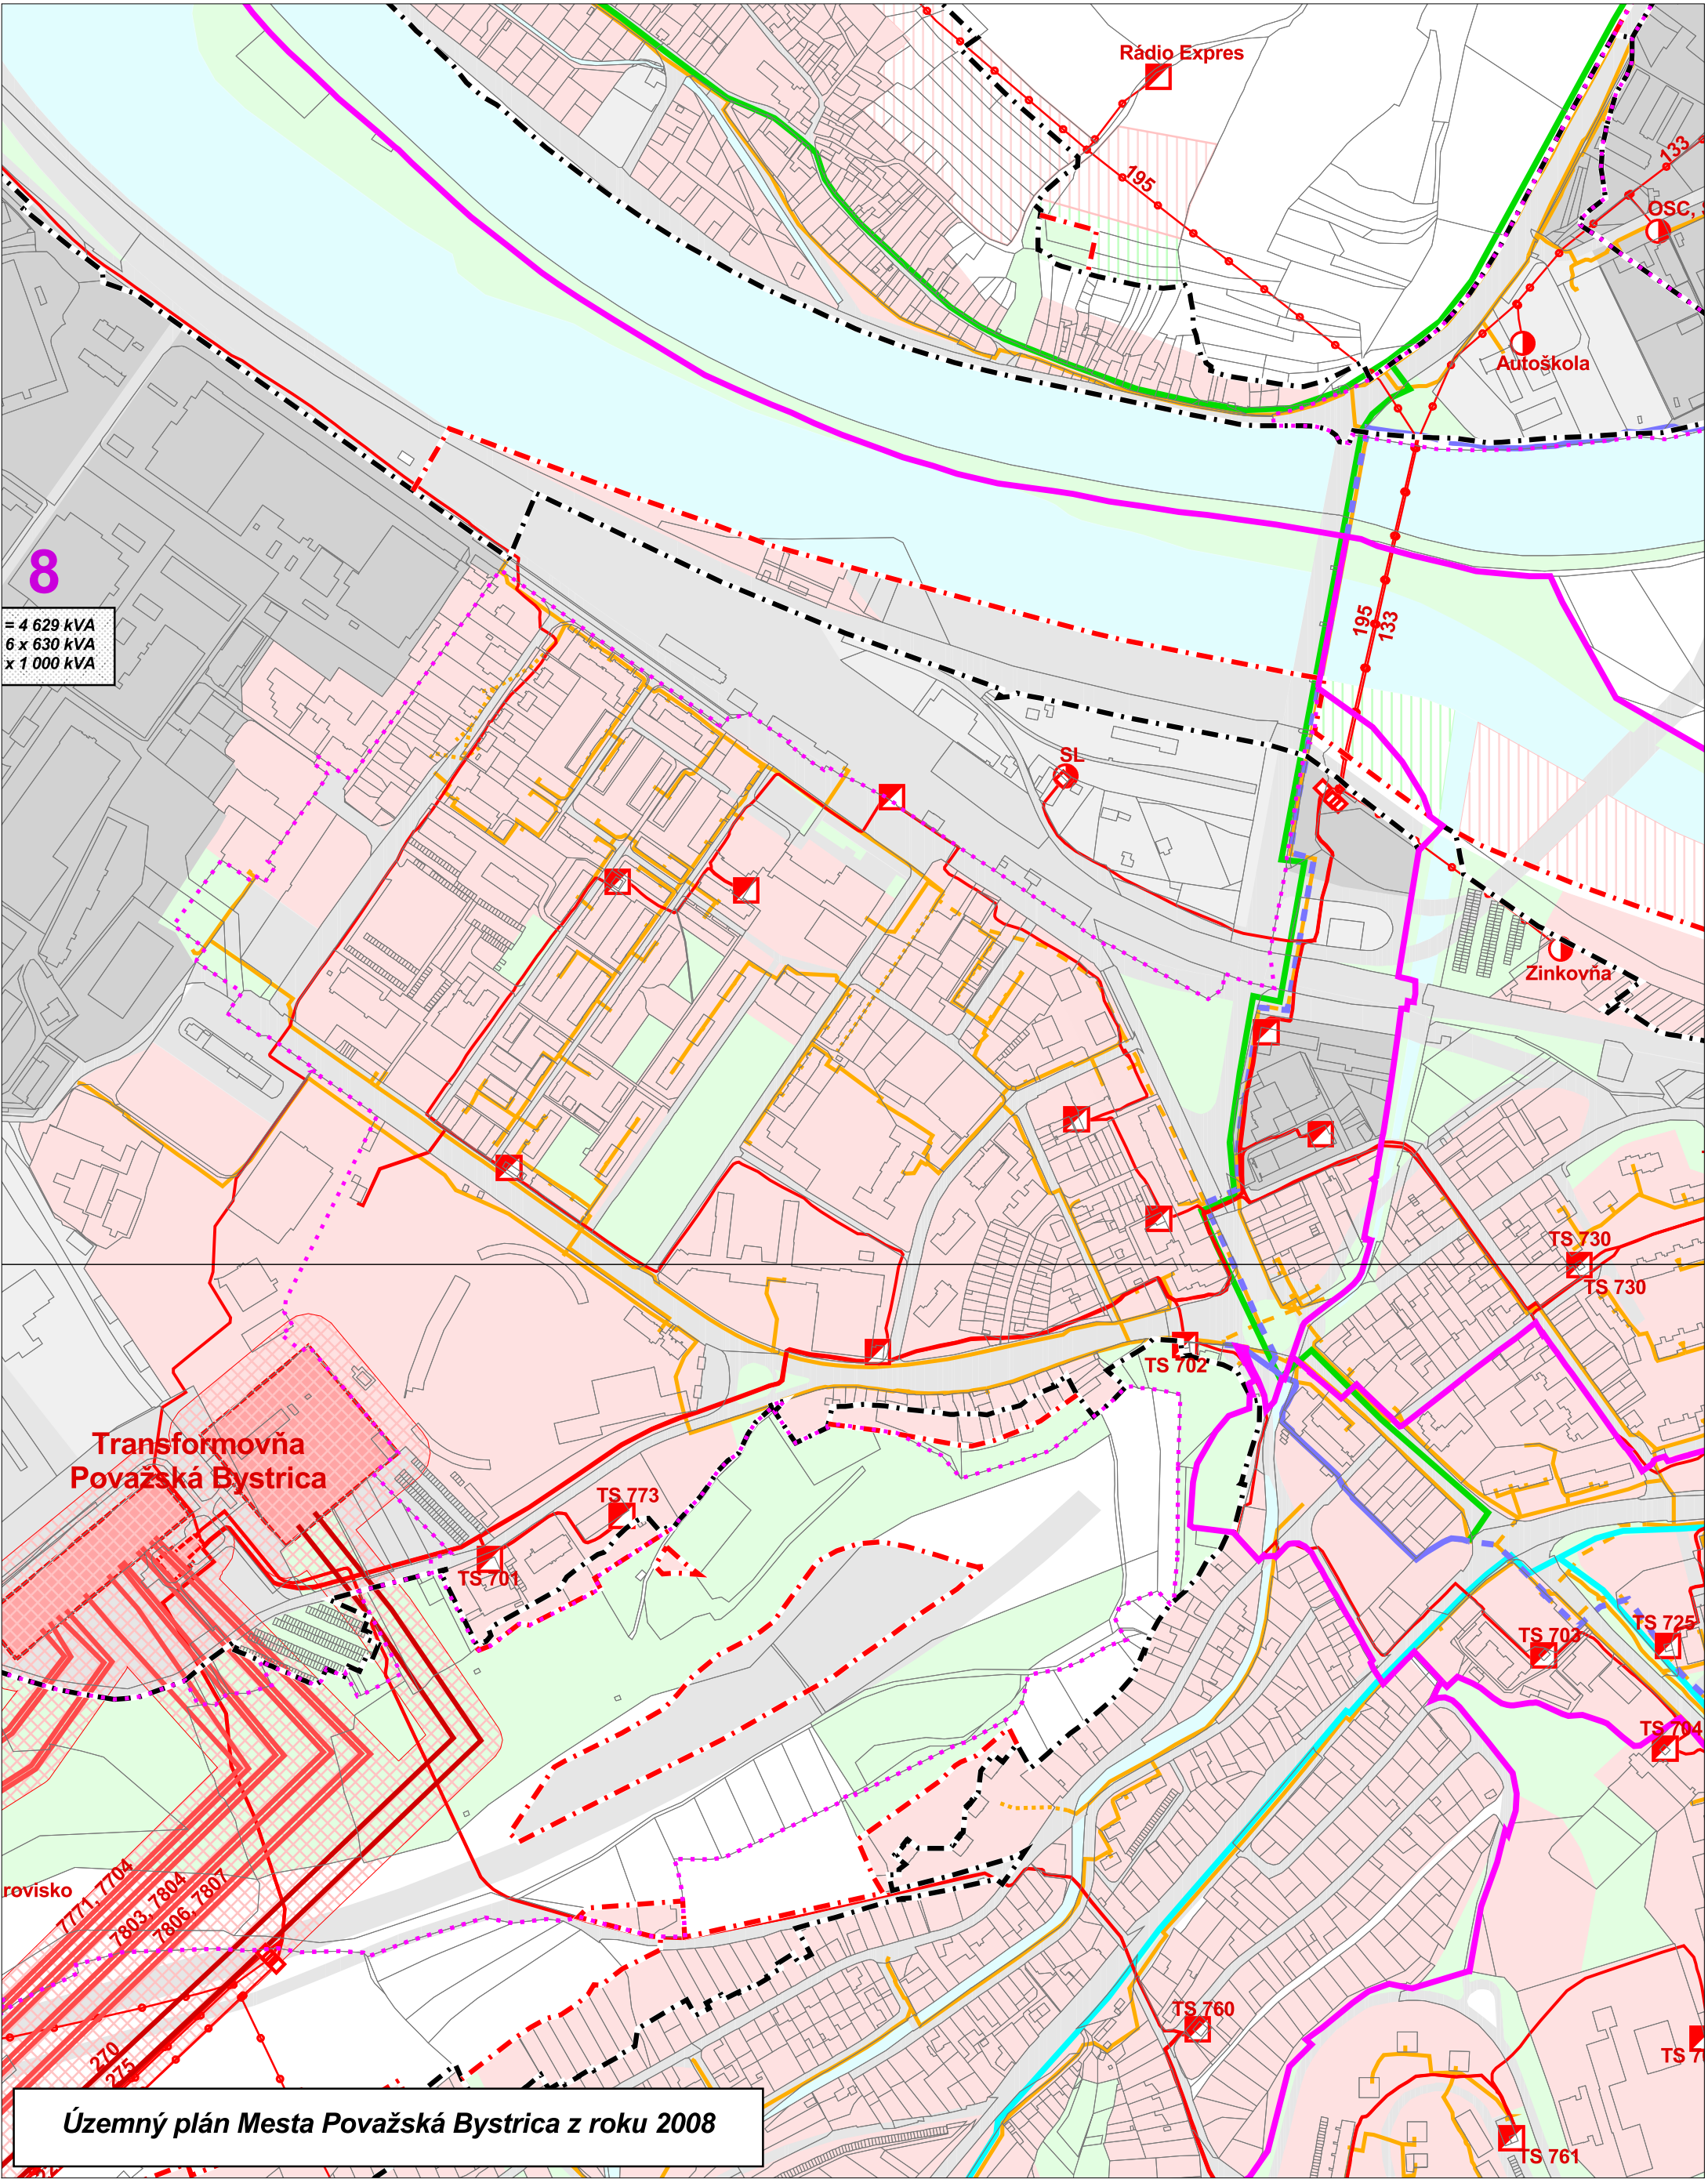 Rádio Expres
195
133
OSC,
Autoškola
8
= 4 629 kVA
6 x 630 kVA
x 1 000 kVA
195
133
SL
Zinkovňa
TS 730
TS 730
TS 702
Transformovňa
Považská Bystrica
TS 773
TS 701
TS 703
TS 725
TS 704
rovisko
7771, 7704
7803, 7804
7806, 7807
270
275
TS 760
TS 761
Územný plán Mesta Považská Bystrica z roku 2008